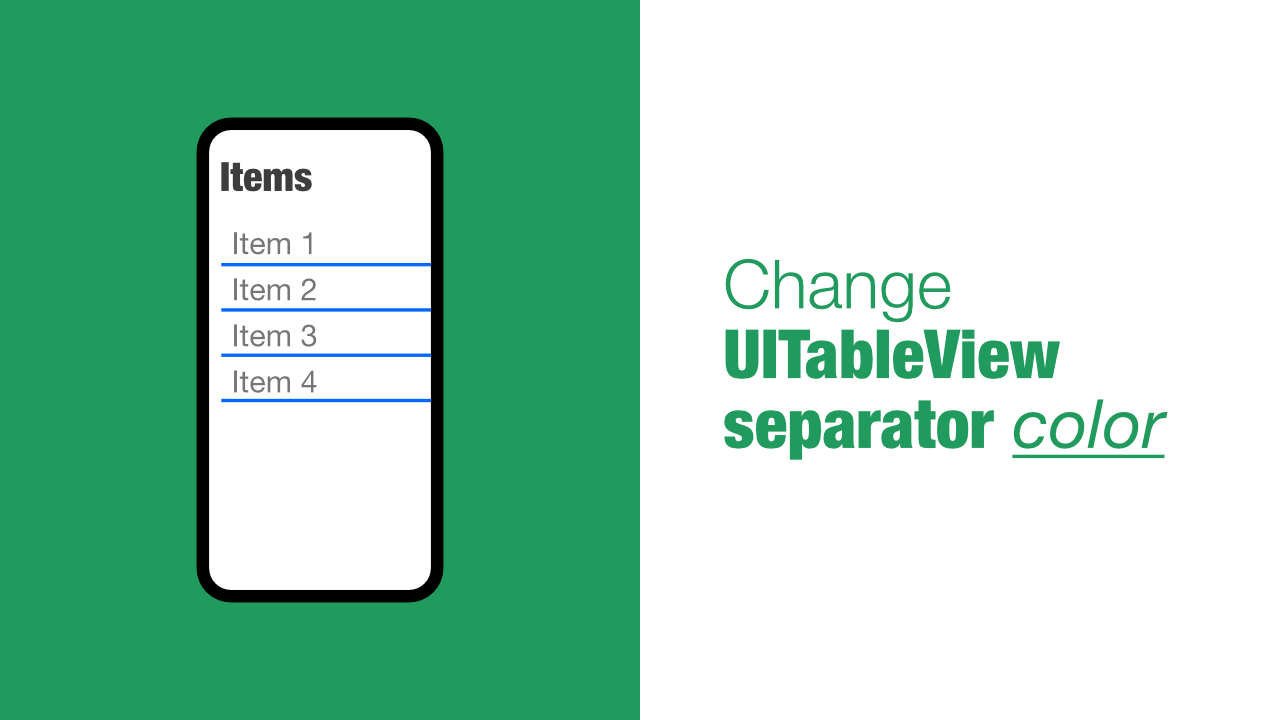 Items
Item 1
Item 2
Item 3
Item 4
Change
UITableView
separator color